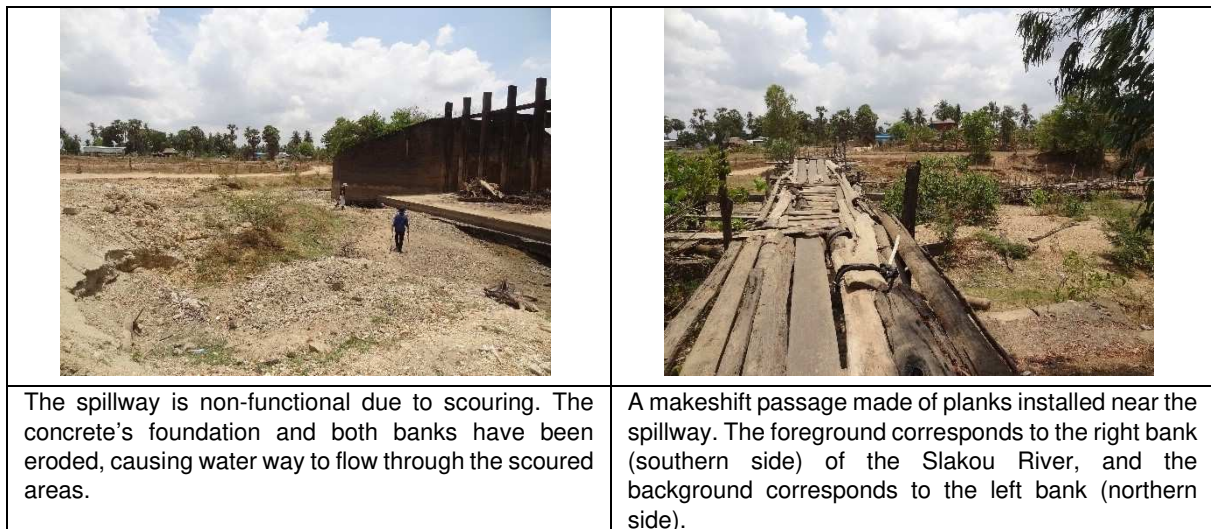 The spillway is non-functional due to scouring. The
concrete's foundation and both banks have been
eroded, causing water way to flow through the scoured
areas.
A makeshift passage made of planks installed near the
spillway. The foreground corresponds to the right bank
(southern side) of the Slakou River, and the
background corresponds to the left bank (northern
side).